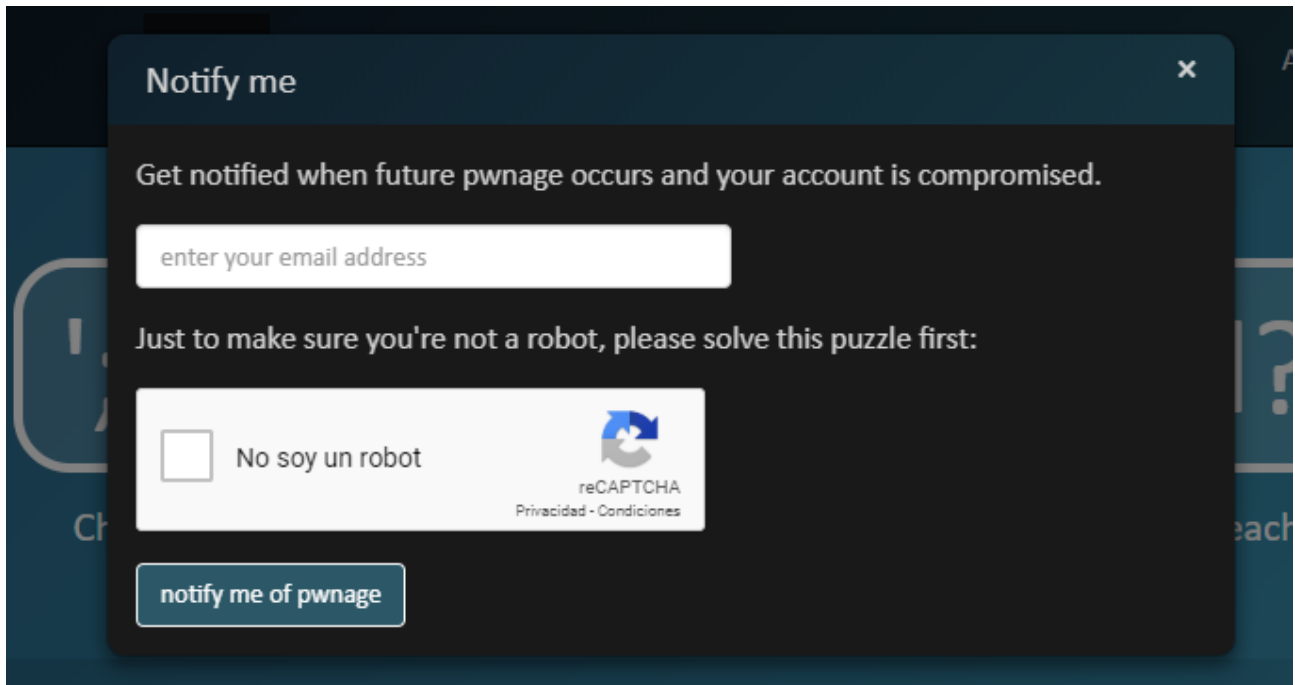 Notify me
Get notified when future pwnage occurs and your account is compromised.
enter your email address
Just to make sure you're not a robot, please solve this puzzle first:
No soy un robot
reCAPTCHA
Privacidad - Condiciones
notify me of pwnage